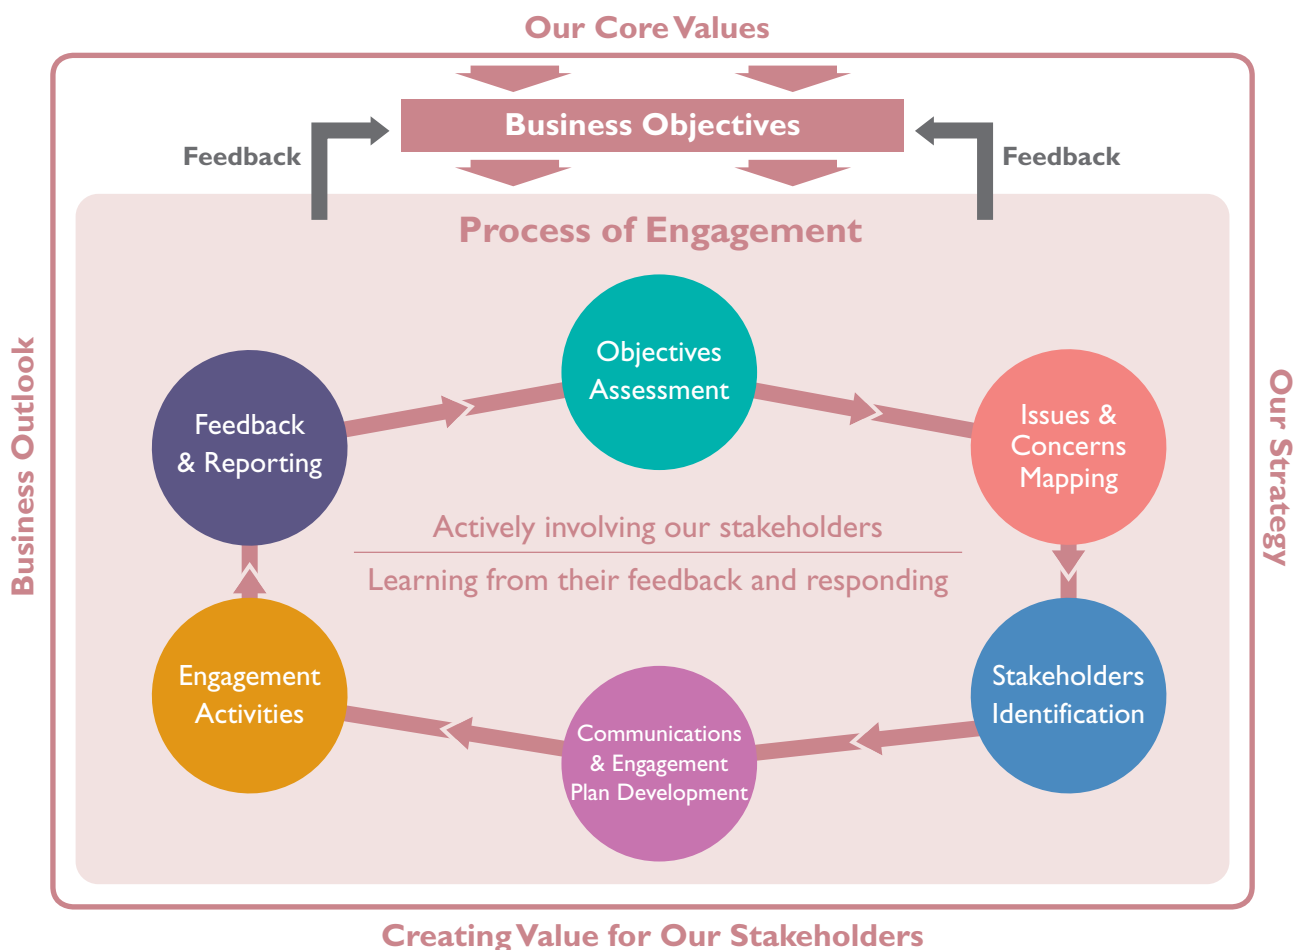 Our Core Values
Business Objectives
Feedback
Feedback
Process of Engagement
Objectives
Assessment
Issues &
Concerns
Mapping
Stakeholders
Identification
Communications
& Engagement
Plan Development
Engagement
Activities
Feedback
& Reporting
Actively involving our stakeholders
Learning from their feedback and responding
Business Outlook
Our Strategy
Creating Value for Our Stakeholders